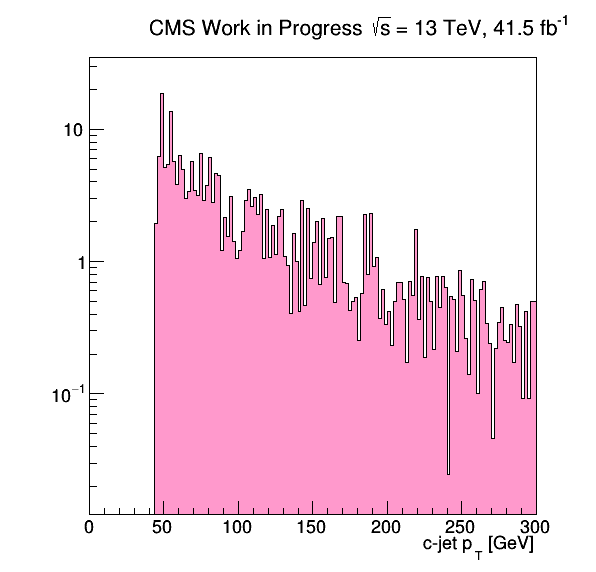 CMS Work in Progress √s = 13 TeV, 41.5 fb⁻¹
10
1
10⁻¹
0 50 100 150 200 250 300
c-jet p_T [GeV]